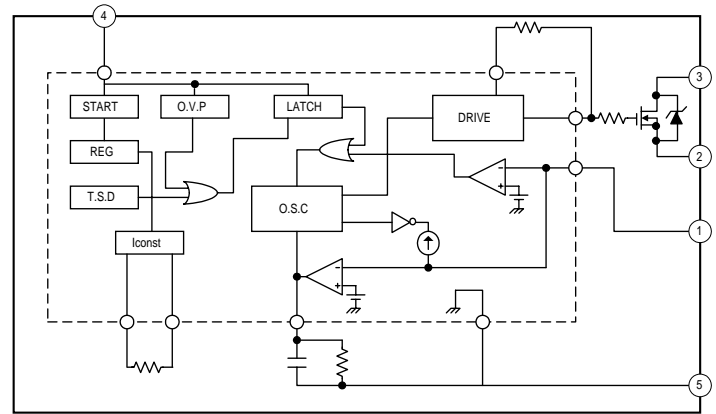 4
3
START
O.V.P
LATCH
DRIVE
REG
2
T.S.D
O.S.C
1
Iconst
5